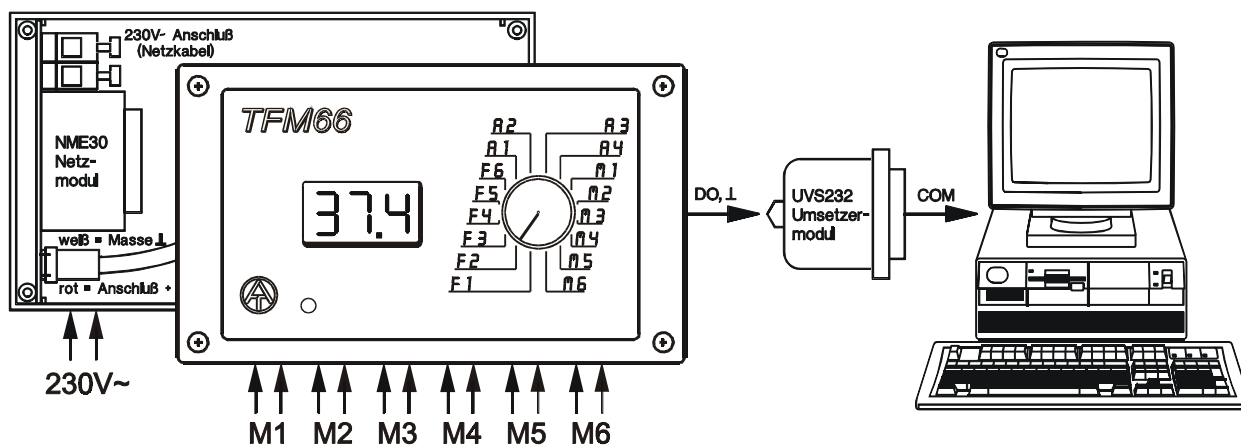 230V~ Anschluß
(Netzkabel)
NME30
Netz-
modul
weiß = Masse ⊥
rot = Anschluß +
230V~
TFM66
37.4
A2
A1
F6
F5
F4
F3
F2
F1
A3
A4
M1
M2
M3
M4
M5
M6
AT
M1 M2 M3 M4 M5 M6
DO, ⊥
UVS232
Umsetzer-
modul
COM